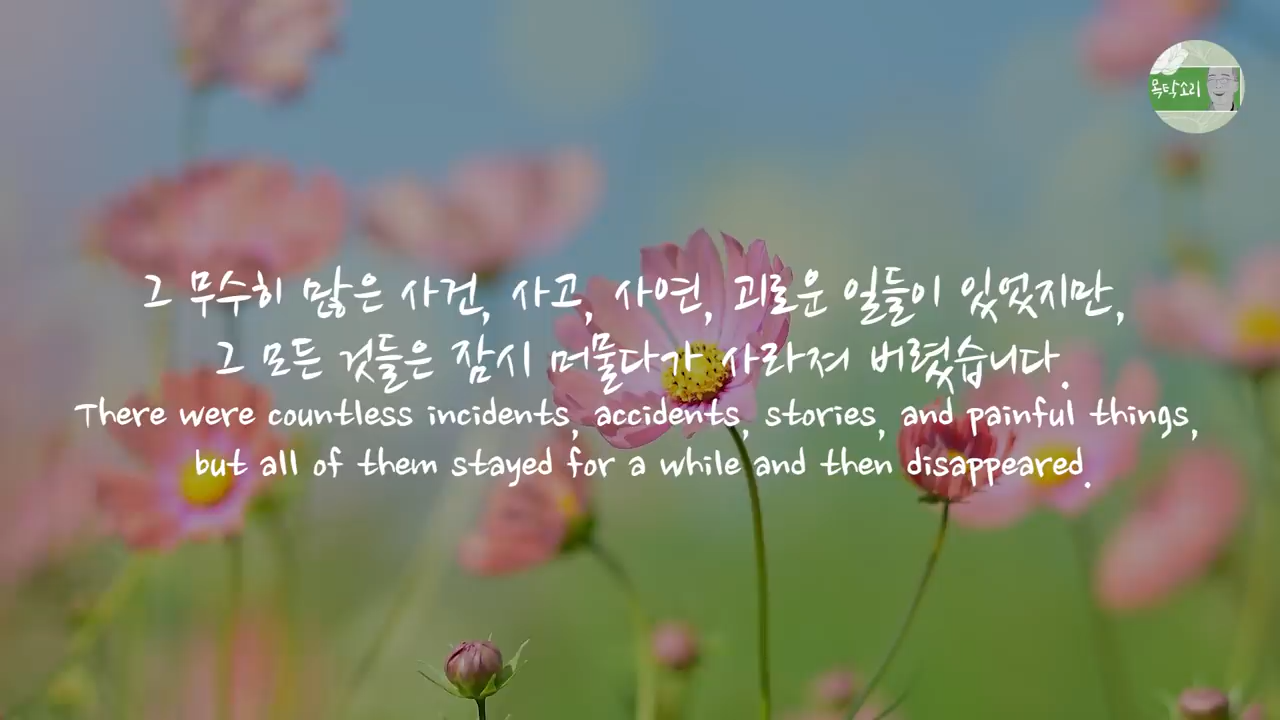 목탁소리
그 무수히 많은 사건, 사고, 사연, 괴로운 일들이 있었지만,
그 모든 것들은 잠시 머물다가 사라져 버렸습니다.
There were countless incidents, accidents, stories, and painful things,
but all of them stayed for a while and then disappeared.